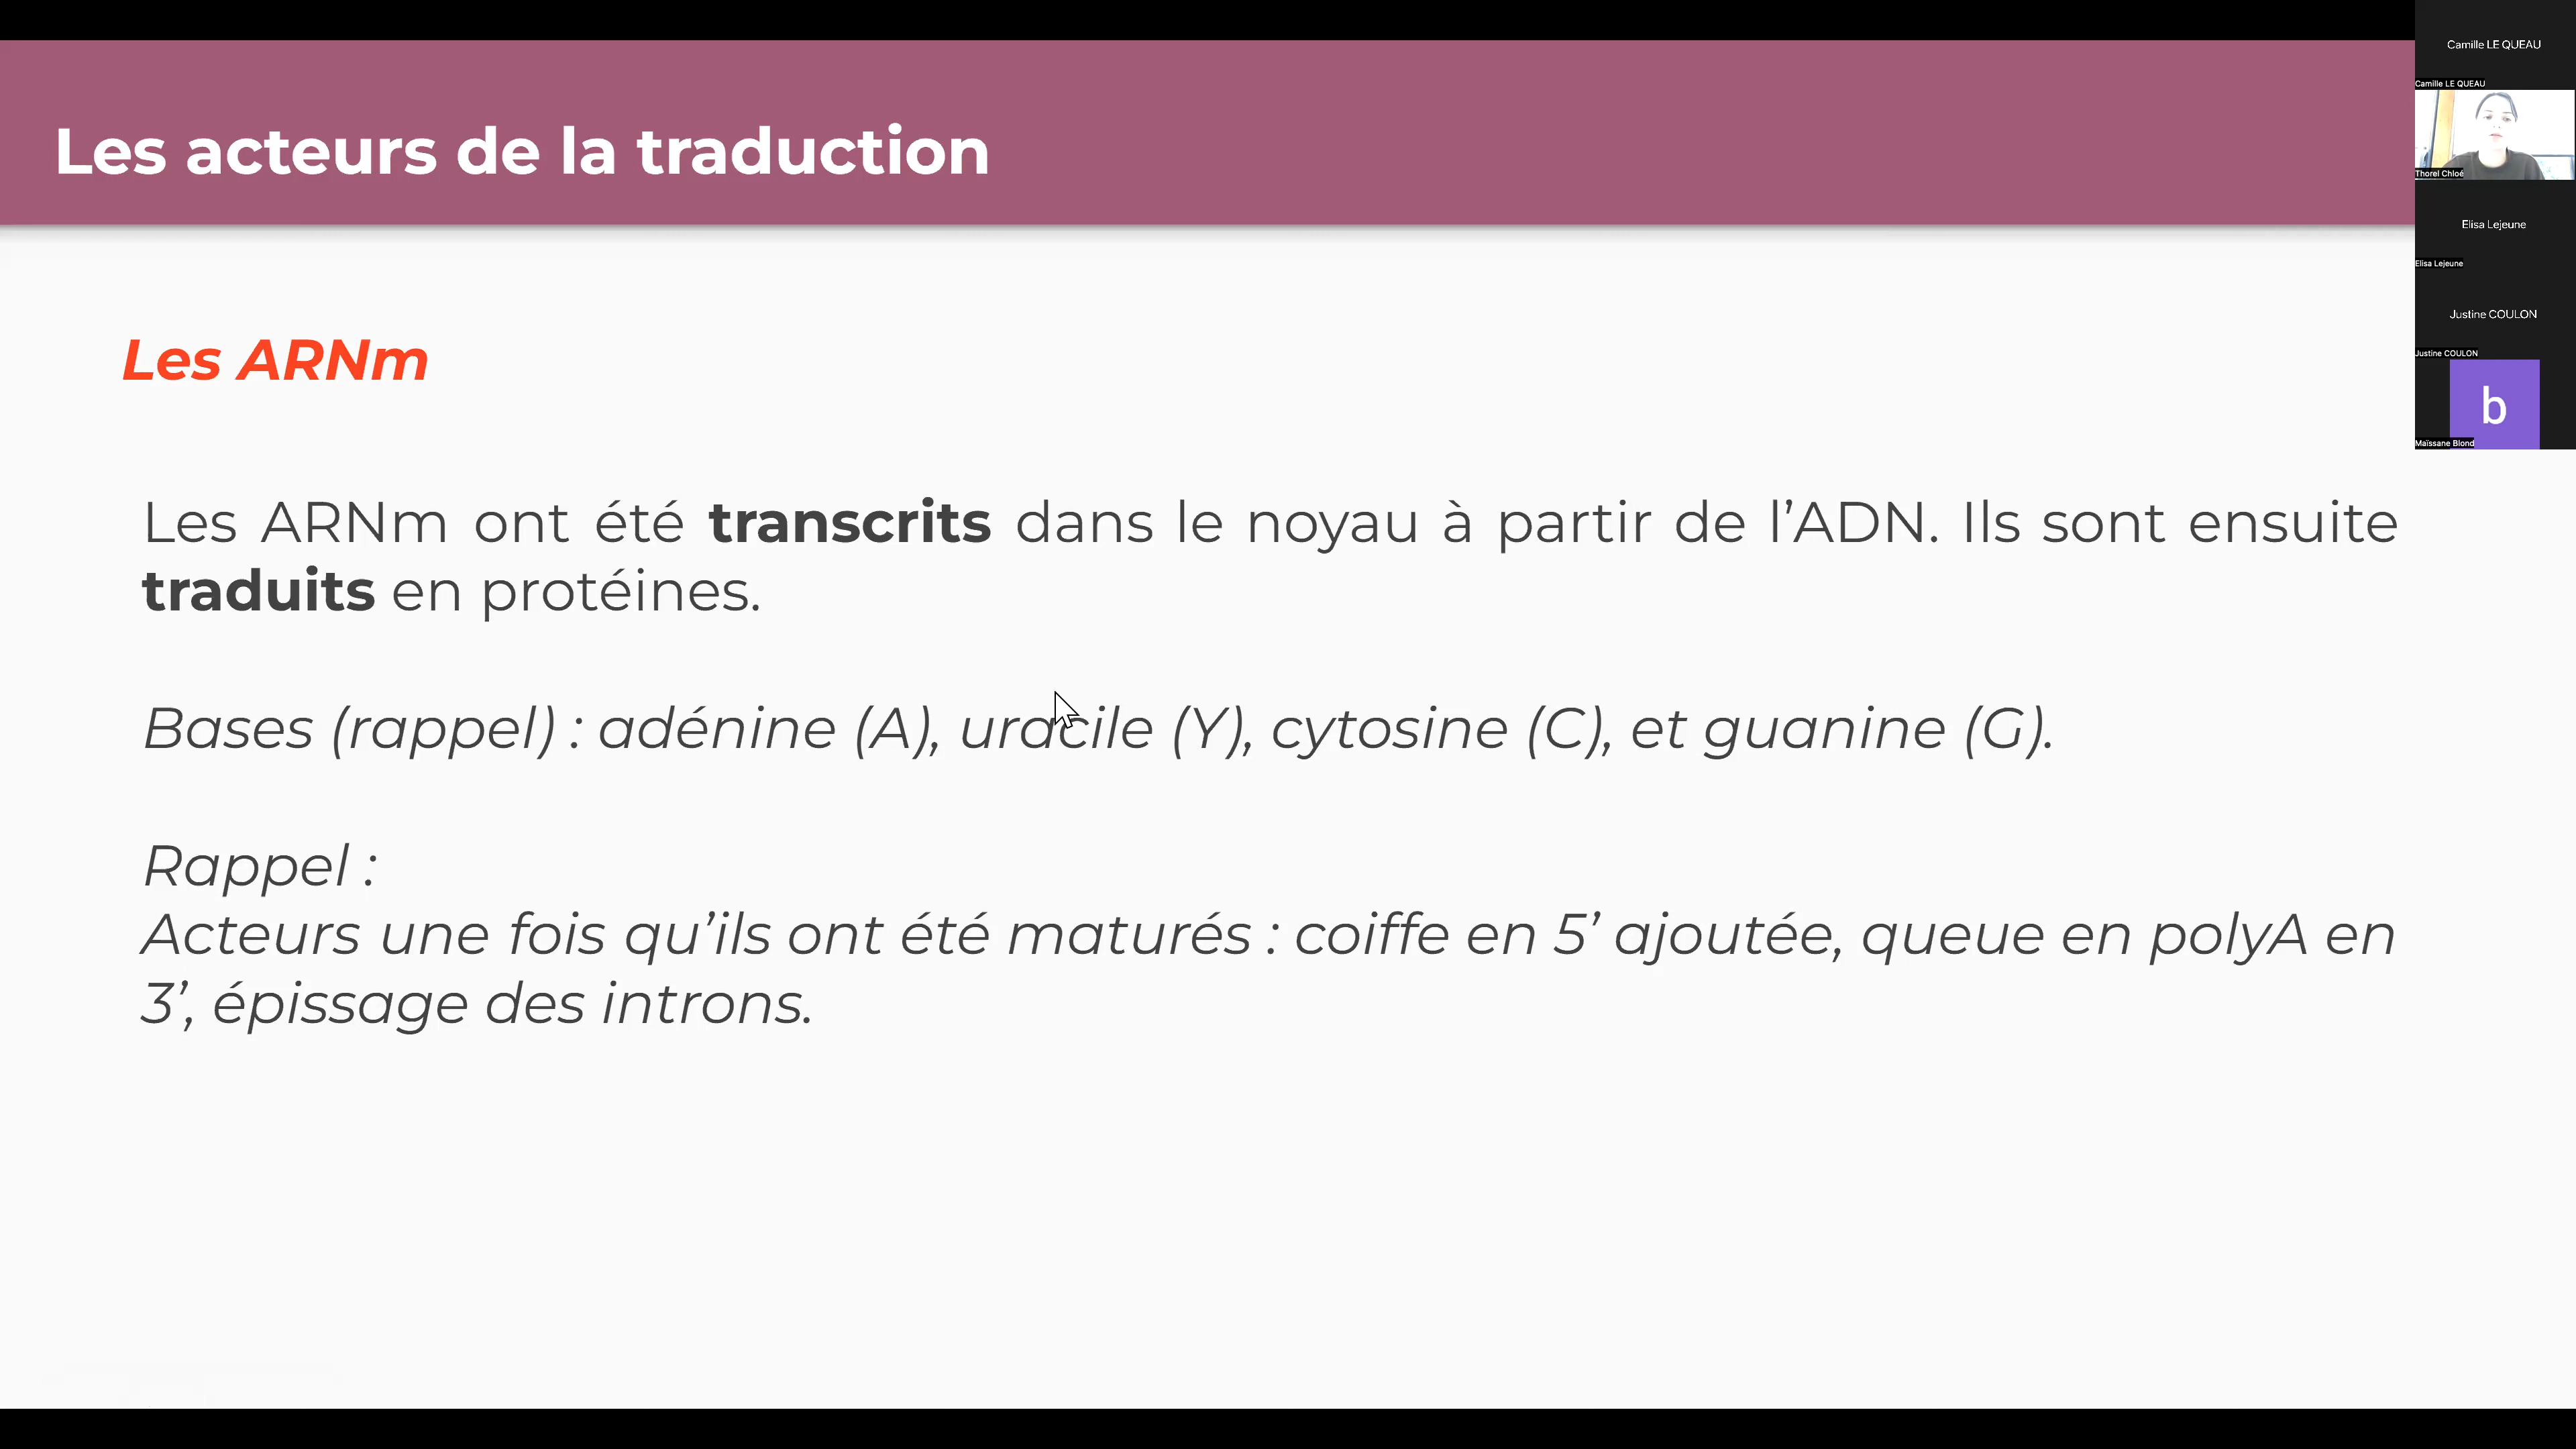 Les acteurs de la traduction
Les ARNm
Les ARNm ont été transcrits dans le noyau à partir de l’ADN. Ils sont ensuite
traduits en protéines.
Bases (rappel) : adénine (A), uracile (Y), cytosine (C), et guanine (G).
Rappel :
Acteurs une fois qu’ils ont été maturés : coiffe en 5’ ajoutée, queue en polyA en
3’, épissage des introns.
Camille LE QUEAU
Camille LE QUEAU
Thorel Chloé
Elisa Lejeune
Elisa Lejeune
Justine COULON
Justine COULON
b
Maïssane Blond